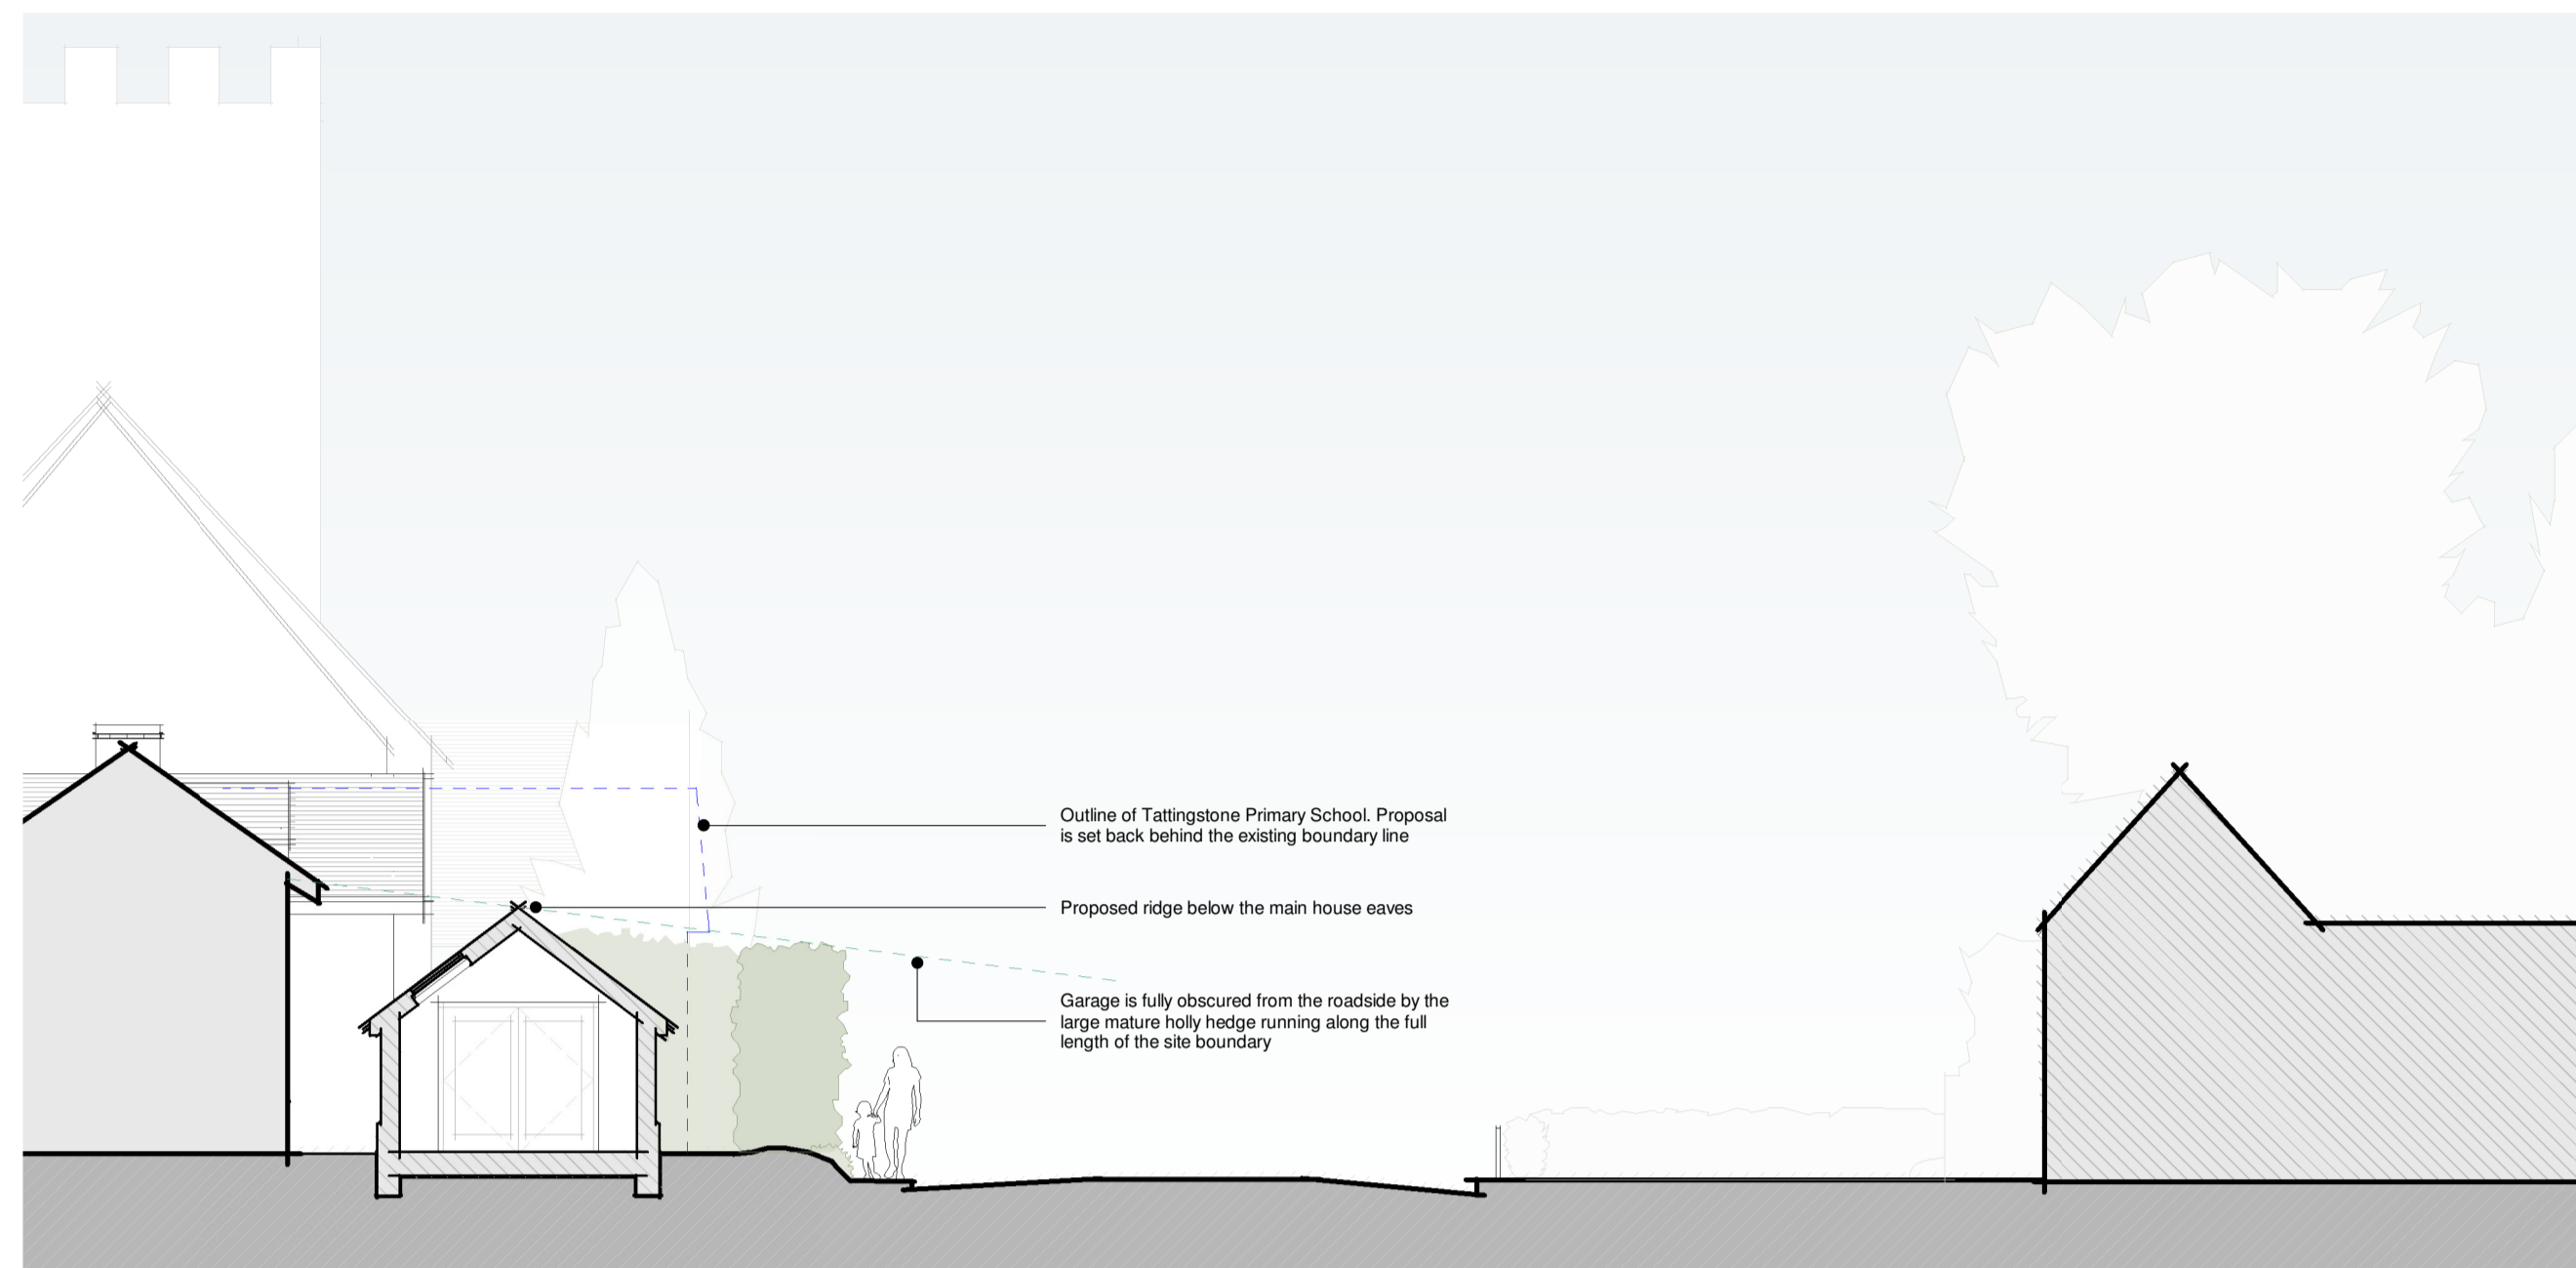 Outline of Tattingstone Primary School. Proposal
is set back behind the existing boundary line
Proposed ridge below the main house eaves
Garage is fully obscured from the roadside by the
large mature holly hedge running along the full
length of the site boundary